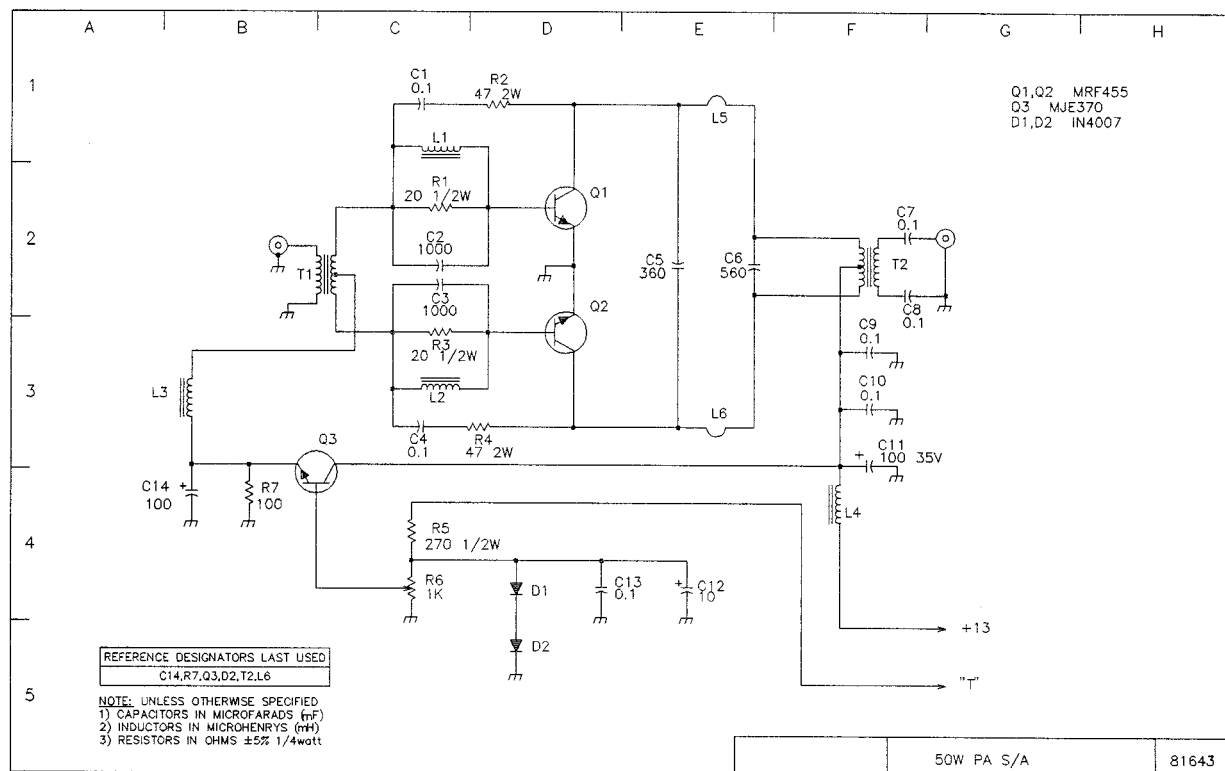 A B C D E F G H
1
C1
0.1
R2
47 2W
L5
Q1,Q2 MRF455
Q3 MJE370
D1,D2 IN4007
L1
R1
20 1/2W
Q1
2
T1
C2
1000
C3
1000
C5
360
C6
560
C7
0.1
T2
C8
0.1
Q2
R3
20 1/2W
C9
0.1
3
L3
L2
C10
0.1
C4
0.1
R4
47 2W
L6
Q3
+ C11
100 35V
C14 +
100
R7
100
L4
4
R5
270 1/2W
R6
1K
D1
C13
0.1
+ C12
10
+13
D2
REFERENCE DESIGNATORS LAST USED
C14,R7,Q3,D2,T2,L6
5
"T"
NOTE: UNLESS OTHERWISE SPECIFIED
1) CAPACITORS IN MICROFARADS (mF)
2) INDUCTORS IN MICROHENRYS (mH)
3) RESISTORS IN OHMS ±5% 1/4watt
50W PA S/A 81643